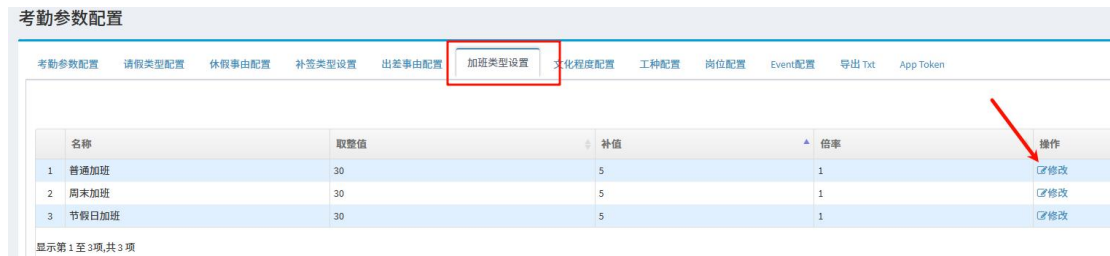 考勤参数配置
考勤参数配置 请假类型配置 休假事由配置 补签类型设置 出差事由配置 加班类型设置 文化程度配置 工种配置 岗位配置 Event配置 导出 Txt App Token
名称 取整值 补值 倍率 操作
1 普通加班 30 5 1 修改
2 周末加班 30 5 1 修改
3 节假日加班 30 5 1 修改
显示第 1 至 3项,共 3 项